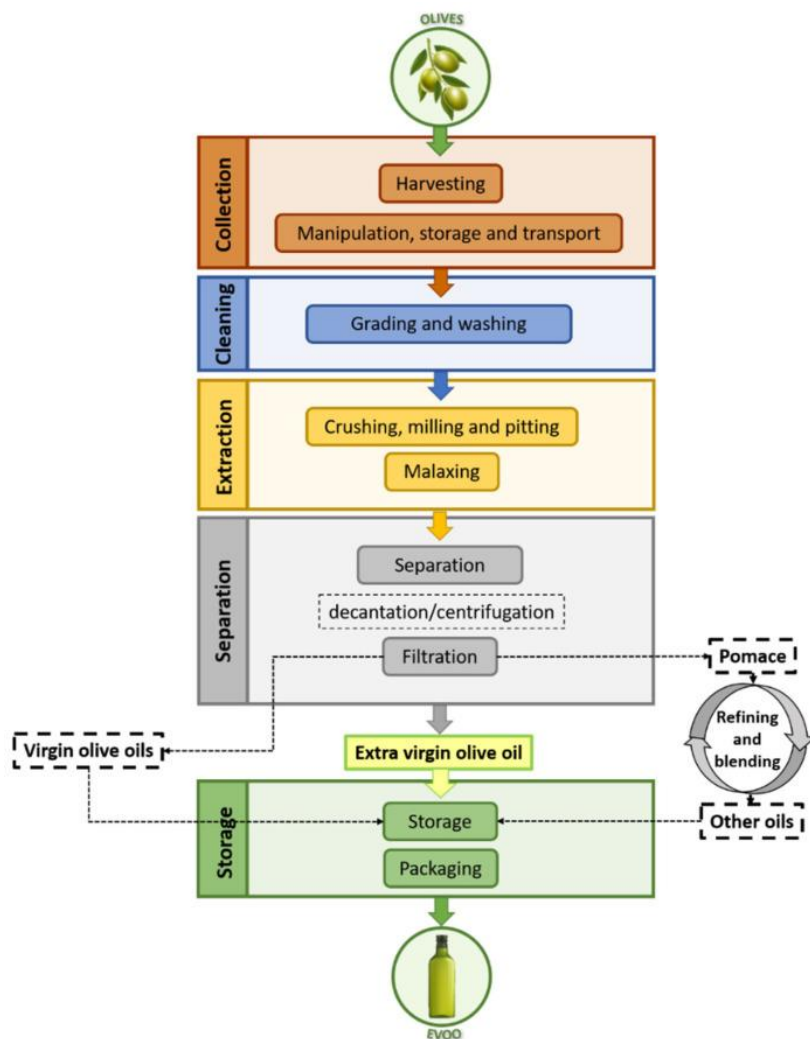 OLIVES
Collection
Harvesting
Manipulation, storage and transport
Cleaning
Grading and washing
Extraction
Crushing, milling and pitting
Malaxing
Separation
Separation
decantation/centrifugation
Filtration
Pomace
Refining
and
blending
Other oils
Virgin olive oils
Extra virgin olive oil
Storage
Storage
Packaging
EVOO